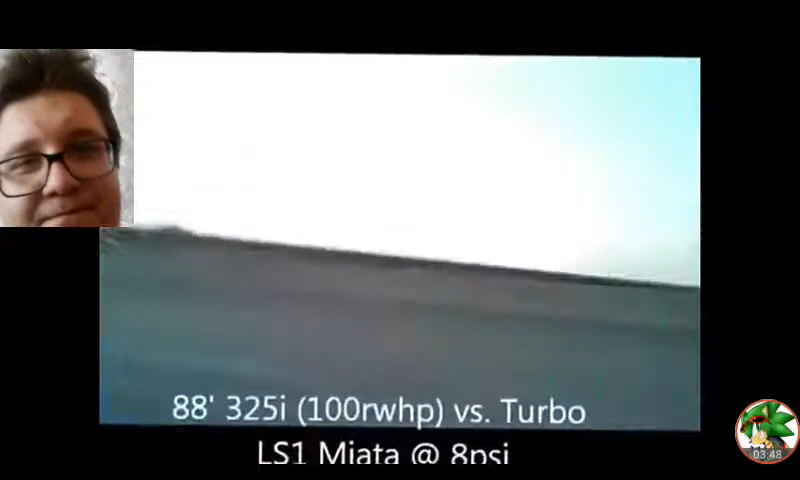 88' 325i (100rwhp) vs. Turbo
LS1 Miata @ 8psi
03:48